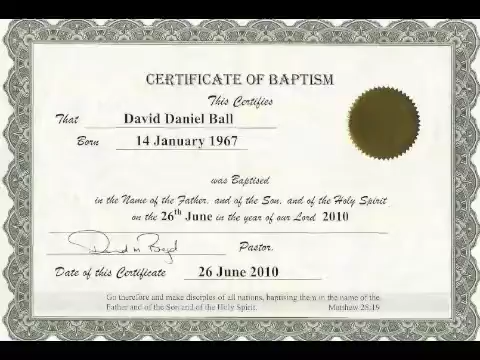 CERTIFICATE OF BAPTISM
This Certifies
That David Daniel Ball
Born 14 January 1967
was Baptised
in the Name of the Father, and of the Son, and of the Holy Spirit
on the 26th June in the year of our Lord 2010
Pastor.
Date of this Certificate 26 June 2010
Go therefore and make disciples of all nations, baptising them in the name of the
Father and of the Son and of the Holy Spirit. Matthew 28:19